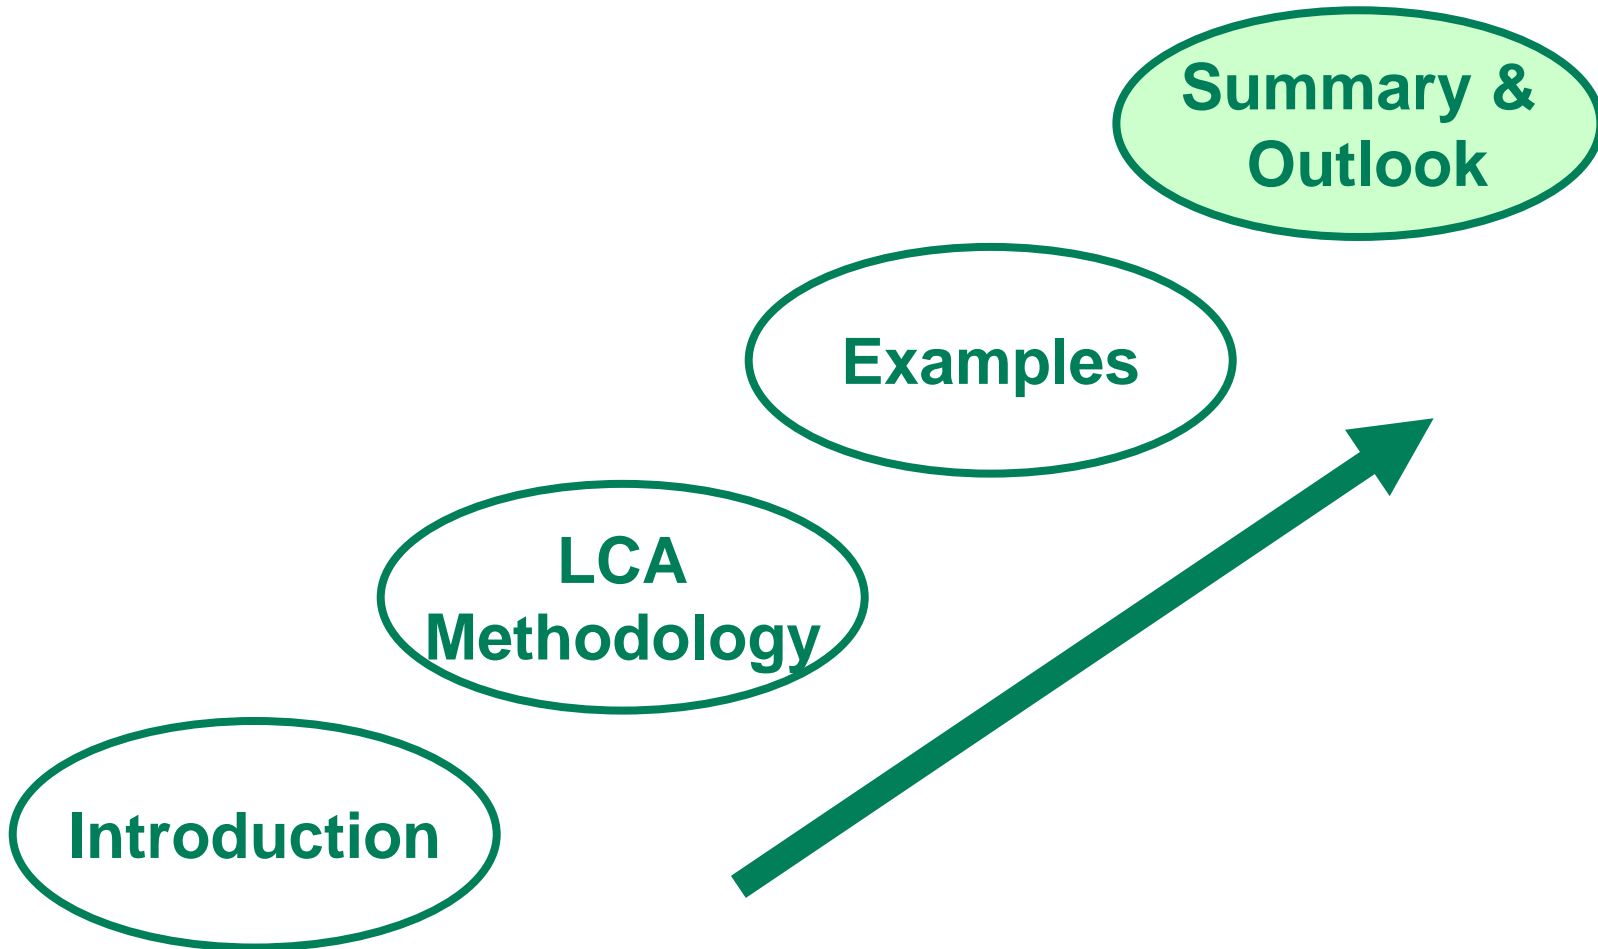 Summary &
Outlook
Examples
LCA
Methodology
Introduction